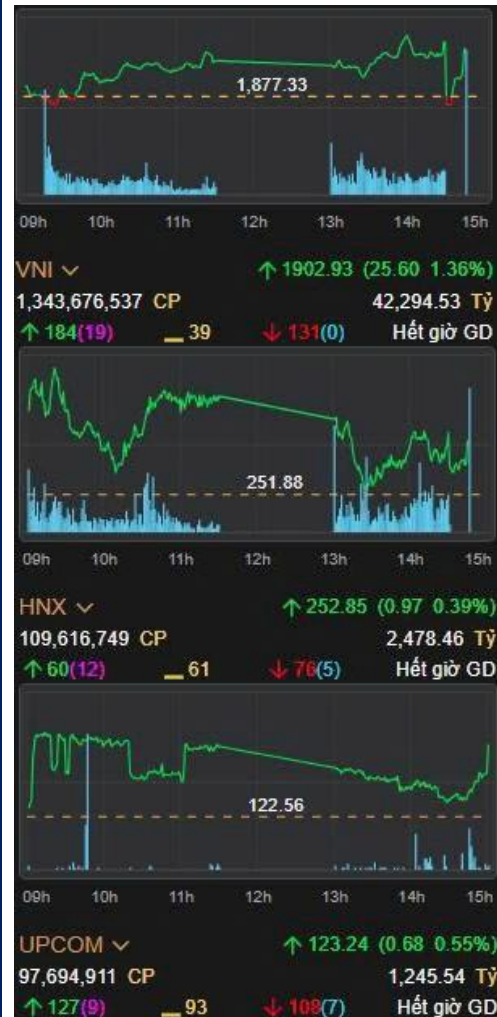 1,877.33
09h 10h 11h 12h 13h 14h 15h
VNI 1902.93 (25.60 1.36%)
1,343,676,537 CP 42,294.53 Tỷ
184(19) 39 131(0) Hết giờ GD
251.88
09h 10h 11h 12h 13h 14h 15h
HNX 252.85 (0.97 0.39%)
109,616,749 CP 2,478.46 Tỷ
60(12) 61 76(5) Hết giờ GD
122.56
09h 10h 11h 12h 13h 14h 15h
UPCOM 123.24 (0.68 0.55%)
97,694,911 CP 1,245.54 Tỷ
127(9) 93 108(7) Hết giờ GD